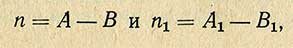 n = A — B и n₁ = A₁ — B₁,